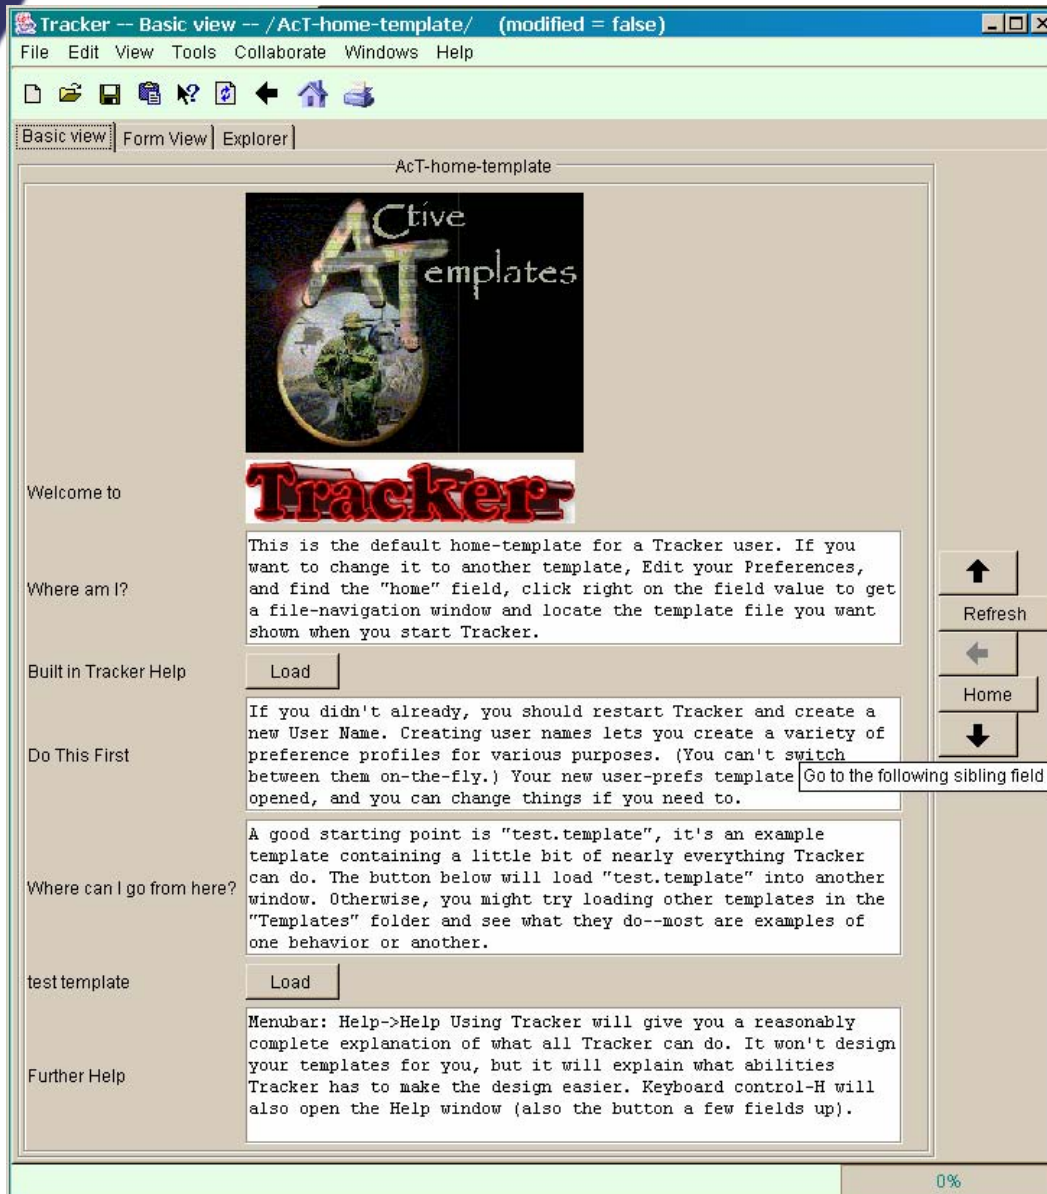 Tracker -- Basic view -- /AcT-home-template/ (modified = false)
File Edit View Tools Collaborate Windows Help
Basic view Form View Explorer
AcT-home-template
Active
Templates
Welcome to
Tracker
Where am I?
This is the default home-template for a Tracker user. If you
want to change it to another template, Edit your Preferences,
and find the "home" field, click right on the field value to get
a file-navigation window and locate the template file you want
shown when you start Tracker.
Refresh
Built in Tracker Help
Load
Home
Do This First
If you didn't already, you should restart Tracker and create a
new User Name. Creating user names lets you create a variety of
preference profiles for various purposes. (You can't switch
between them on-the-fly.) Your new user-prefs template
opened, and you can change things if you need to.
Go to the following sibling field
Where can I go from here?
A good starting point is "test.template", it's an example
template containing a little bit of nearly everything Tracker
can do. The button below will load "test.template" into another
window. Otherwise, you might try loading other templates in the
"Templates" folder and see what they do--most are examples of
one behavior or another.
test template
Load
Further Help
Menubar: Help->Help Using Tracker will give you a reasonably
complete explanation of what all Tracker can do. It won't design
your templates for you, but it will explain what abilities
Tracker has to make the design easier. Keyboard control-H will
also open the Help window (also the button a few fields up).
0%